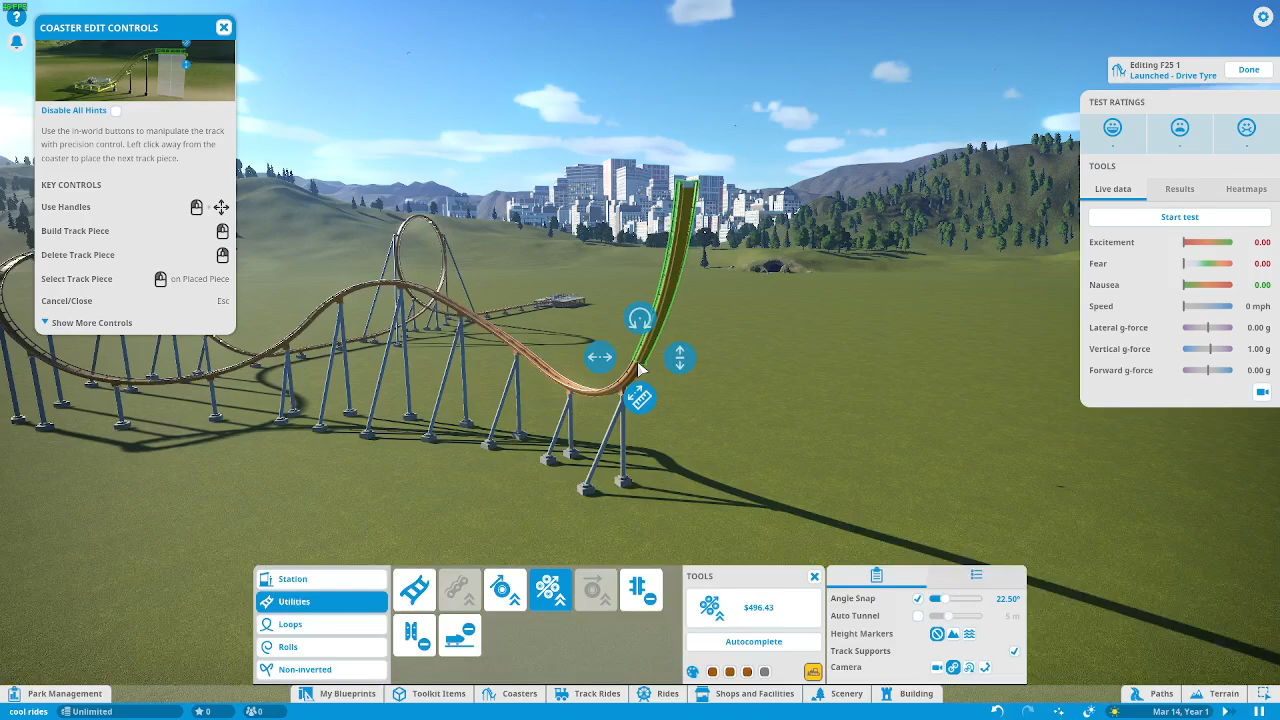 COASTER EDIT CONTROLS
Disable All Hints
Use the in-world buttons to manipulate the track
with precision control. Left click away from the
coaster to place the next track piece.
KEY CONTROLS
Use Handles
Build Track Piece
Delete Track Piece
Select Track Piece on Placed Piece
Cancel/Close Esc
Show More Controls
Editing F25 1
Launched - Drive Tyre
Done
TEST RATINGS
- - -
TOOLS
Live data Results Heatmaps
Start test
Excitement 0.00
Fear 0.00
Nausea 0.00
Speed 0 mph
Lateral g-force 0.00 g
Vertical g-force 1.00 g
Forward g-force 0.00 g
Station
Utilities
Loops
Rolls
Non-inverted
TOOLS
$496.43
Autocomplete
Angle Snap 22.50°
Auto Tunnel 5 m
Height Markers
Track Supports
Camera
Park Management
My Blueprints
Toolkit Items
Coasters
Track Rides
Rides
Shops and Facilities
Scenery
Building
Paths
Terrain
cool rides
Unlimited
0
0
Mar 14, Year 1